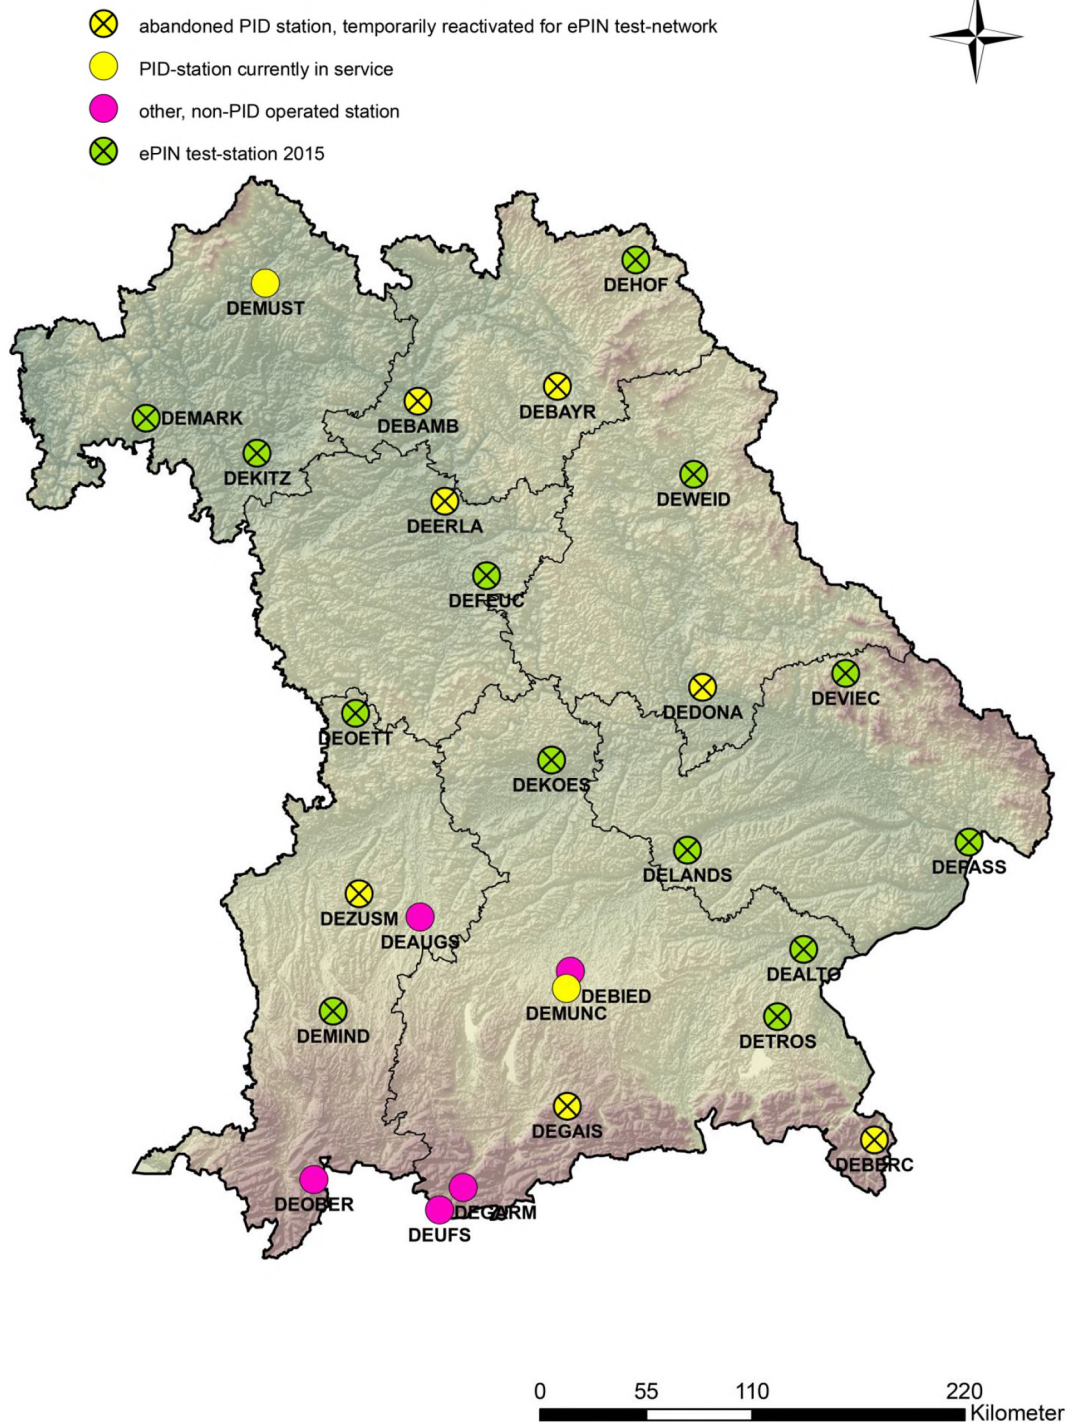 abandoned PID station, temporarily reactivated for ePIN test-network
PID-station currently in service
other, non-PID operated station
ePIN test-station 2015
DEHOF
DEMUST
DEBAYR
DEMARK
DEBAMB
DEKITZ
DEWEID
DEERLA
DEFEUC
DEVIEC
DEDONA
DEOETT
DEKOES
DEPASS
DELANDS
DEZUSM
DEAUGS
DEALTO
DEBIED
DEMUNC
DEMIND
DETROS
DEGAIS
DEBERC
DEOBER
DEGARM
DEUFS
0 55 110 220
Kilometer